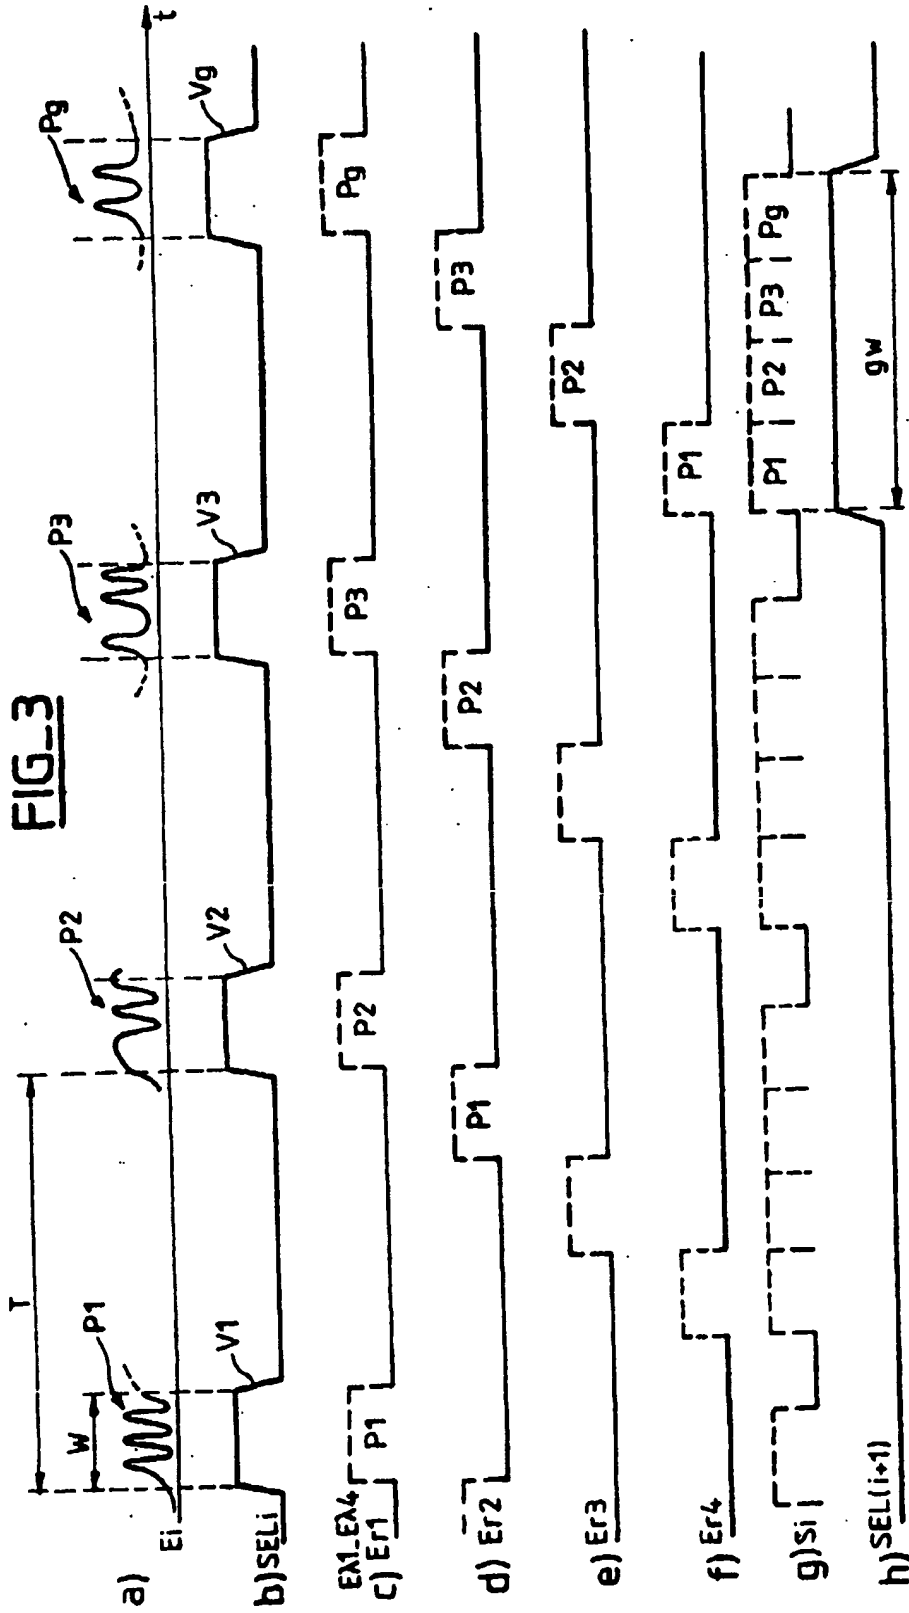 FIG_3
a) Ei
T
W
P1
P2
P3
Pg
t
b) SELi
V1
V2
V3
Vg
Eλ1_Eλ4
c) Er1
P1
P2
P3
Pg
d) Er2
P1
P2
P3
e) Er3
P2
f) Er4
P1
g) Si
P1
P2
P3
Pg
h) SEL(i+1)
gW